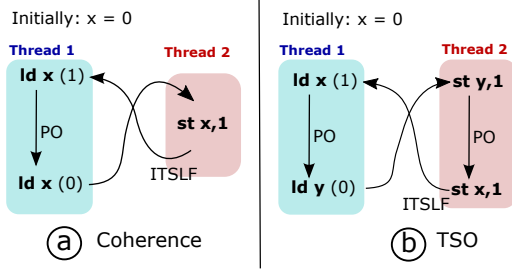 Initially: x = 0
Thread 1
Thread 2
ld x (1)
st x,1
PO
ITSLF
ld x (0)
a Coherence
Initially: x = 0
Thread 1
Thread 2
ld x (1)
st y,1
PO
PO
ld y (0)
st x,1
ITSLF
b TSO